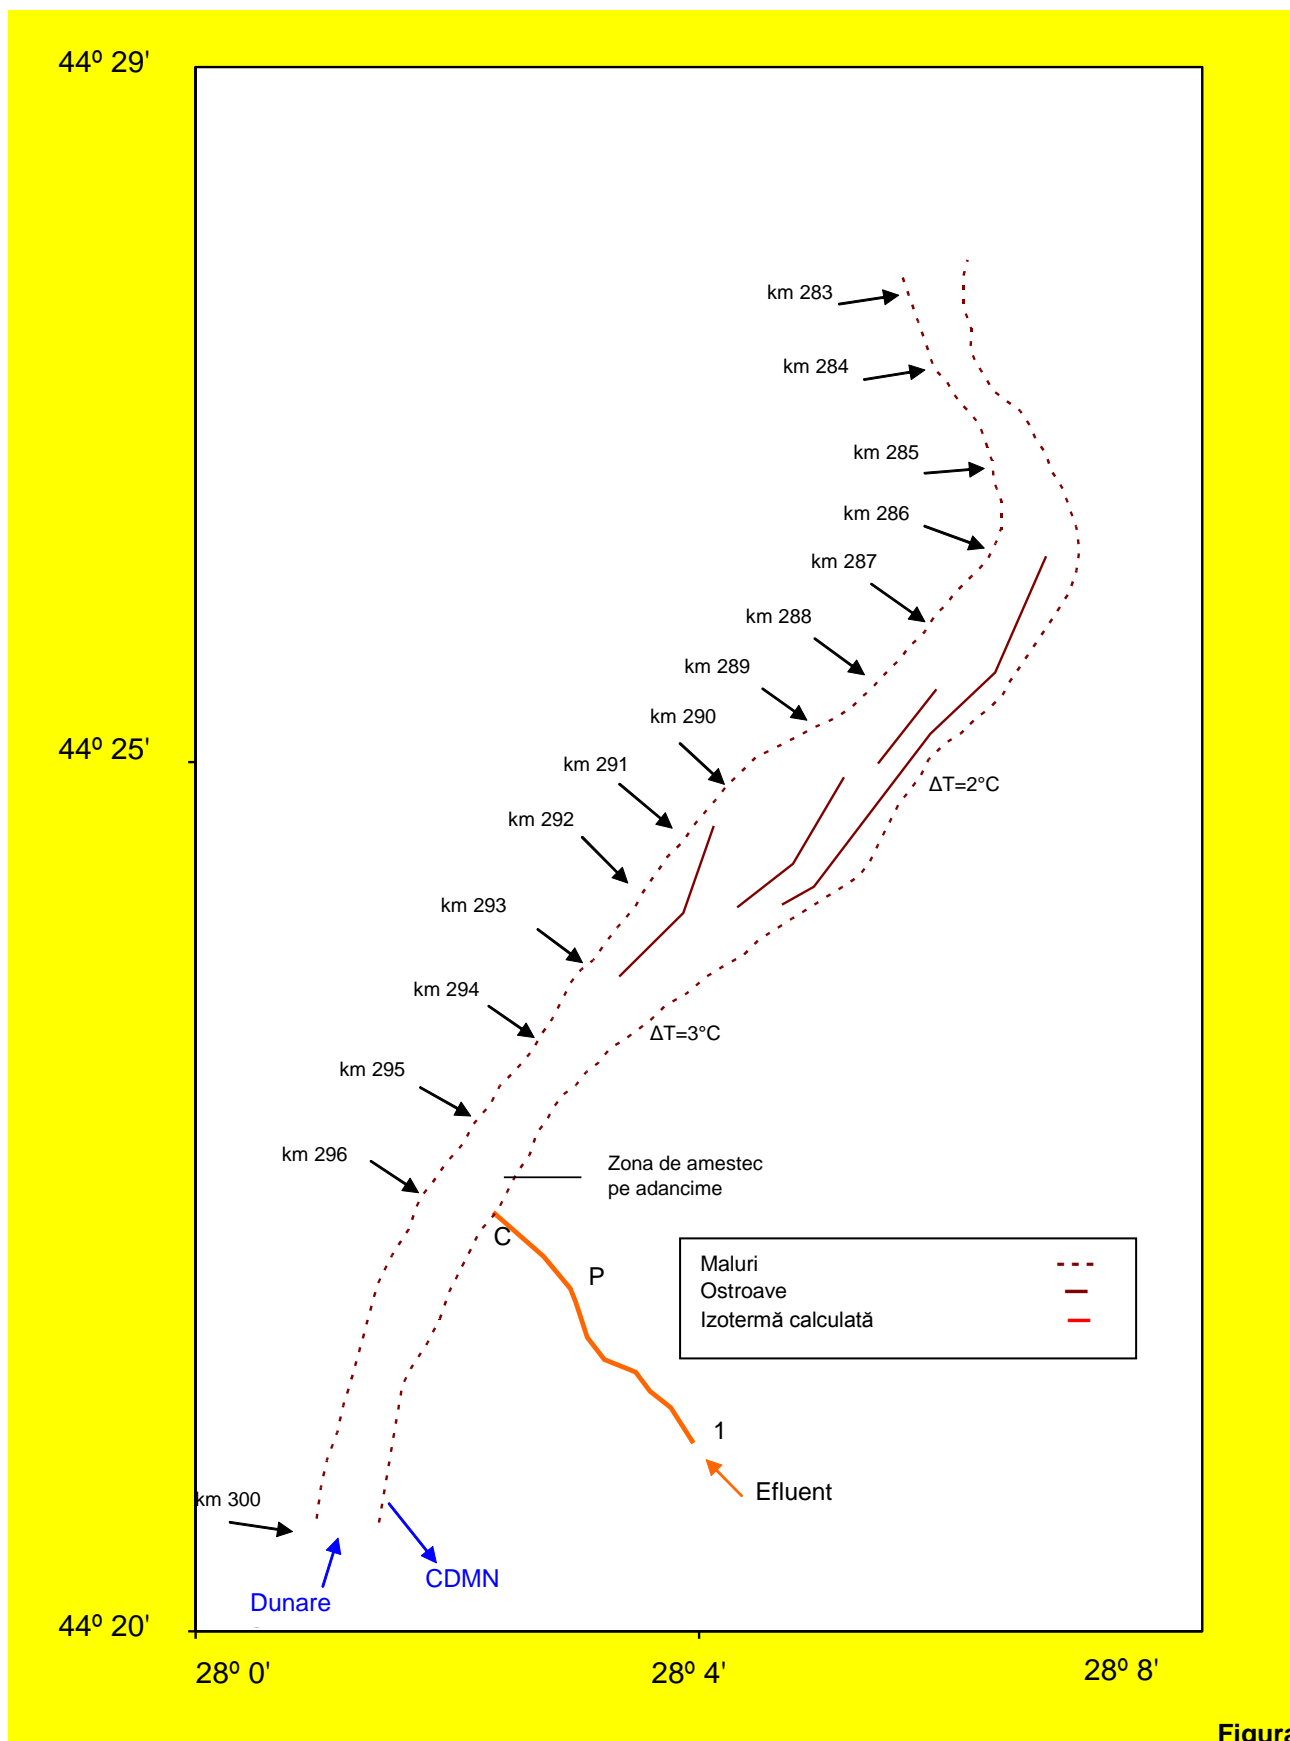 44º 29'
km 283
km 284
km 285
km 286
km 287
km 288
km 289
km 290
44º 25'
km 291
ΔT=2°C
km 292
km 293
km 294
ΔT=3°C
km 295
km 296
Zona de amestec
pe adancime
C
P
Maluri
Ostroave
Izotermă calculată
1
Efluent
km 300
CDMN
Dunare
44º 20'
28º 0'
28º 4'
28º 8'
Figura